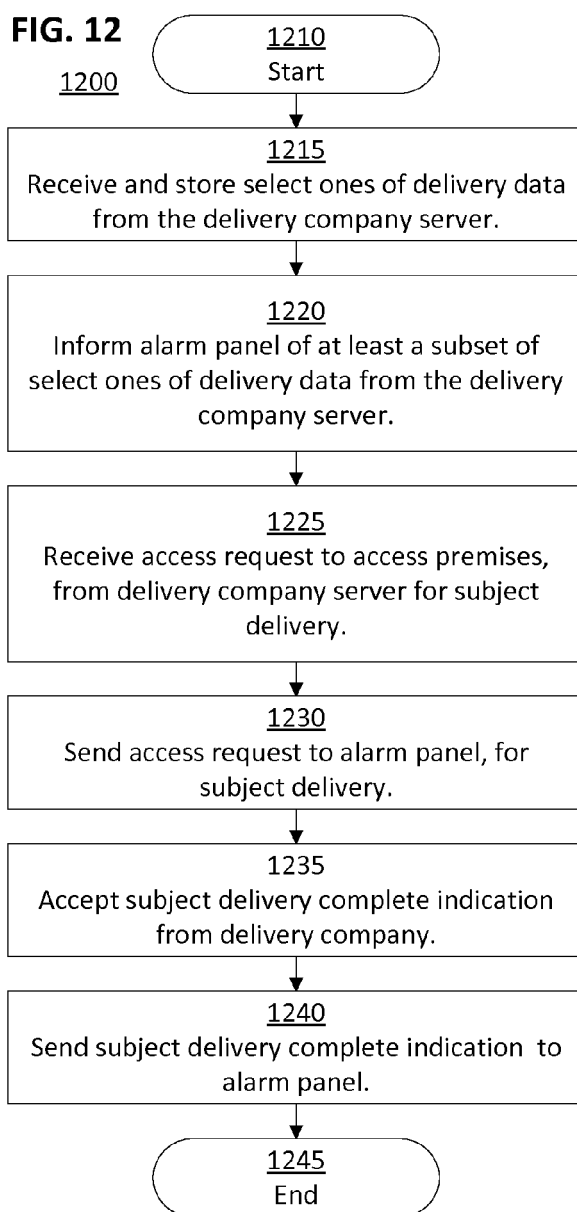 FIG. 12
1200
1210
Start
1215
Receive and store select ones of delivery data
from the delivery company server.
1220
Inform alarm panel of at least a subset of
select ones of delivery data from the delivery
company server.
1225
Receive access request to access premises,
from delivery company server for subject
delivery.
1230
Send access request to alarm panel, for
subject delivery.
1235
Accept subject delivery complete indication
from delivery company.
1240
Send subject delivery complete indication to
alarm panel.
1245
End